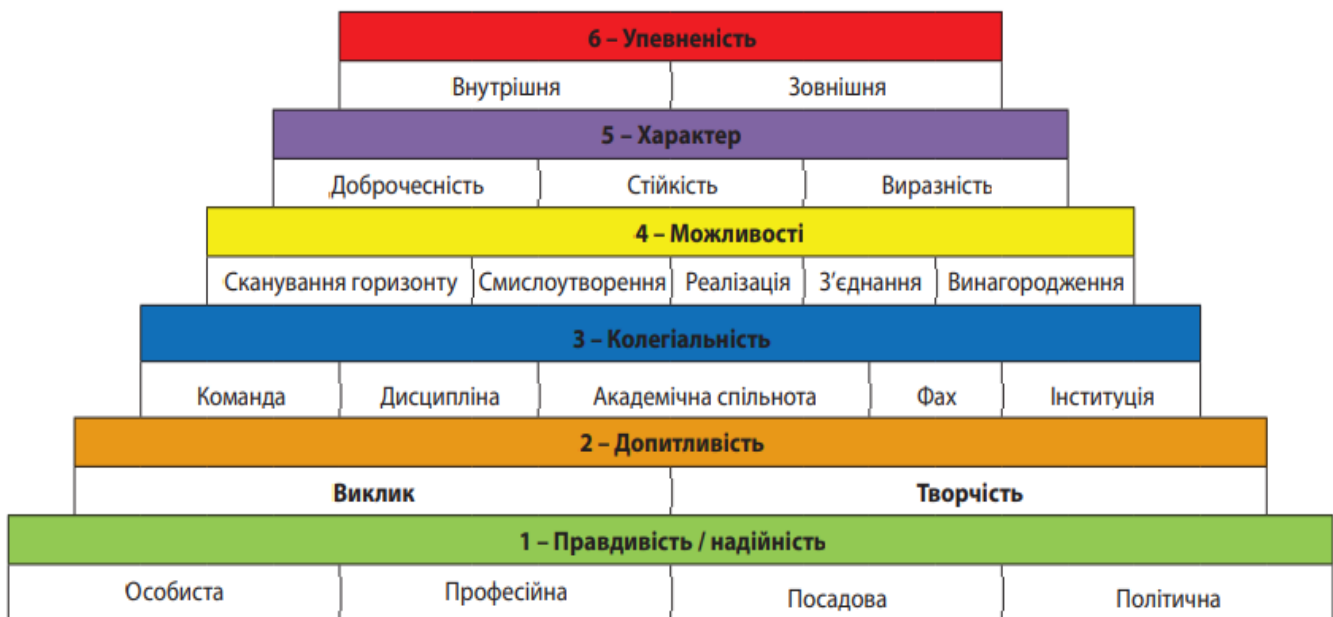 6 – Упевненість
Внутрішня Зовнішня
5 – Характер
Доброчесність Стійкість Виразність
4 – Можливості
Сканування горизонту Смислоутворення Реалізація З’єднання Винагородження
3 – Колегіальність
Команда Дисципліна Академічна спільнота Фах Інституція
2 – Допитливість
Виклик Творчість
1 – Правдивість / надійність
Особиста Професійна Посадова Політична